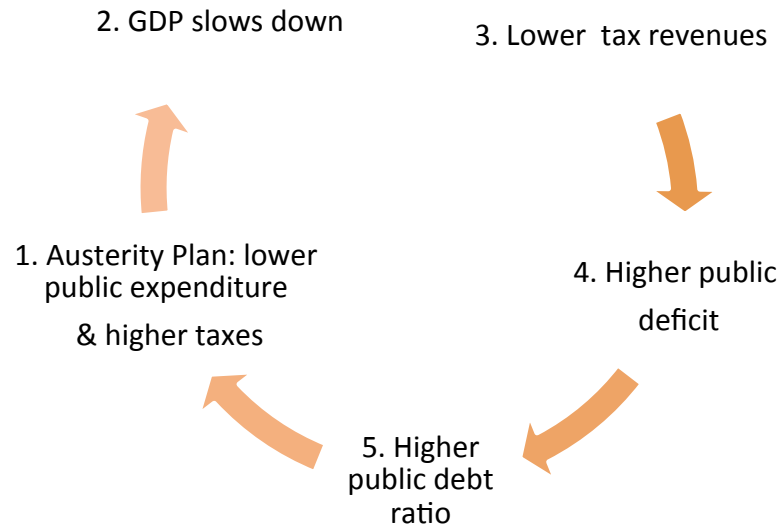 2. GDP slows down
3. Lower  tax revenues
4. Higher public
deficit
5. Higher
public debt
ratio
1. Austerity Plan: lower
public expenditure
& higher taxes